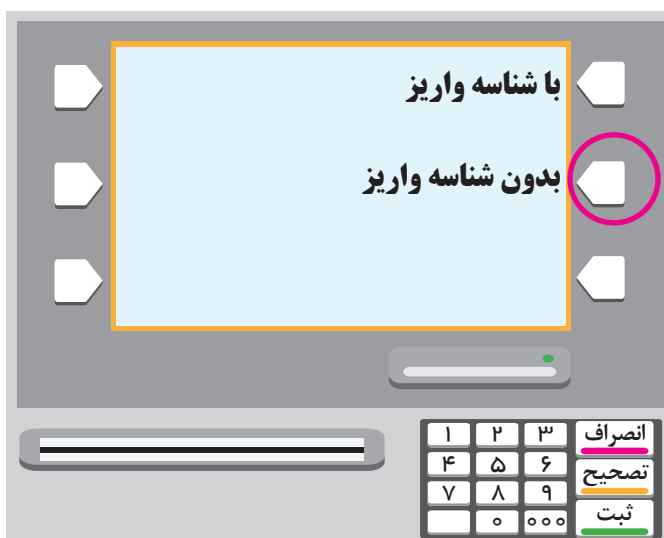 با شناسه واریز
بدون شناسه واریز
۱ ۲ ۳ انصراف
۴ ۵ ۶ تصحیح
۷ ۸ ۹
۰ ۰۰۰ ثبت